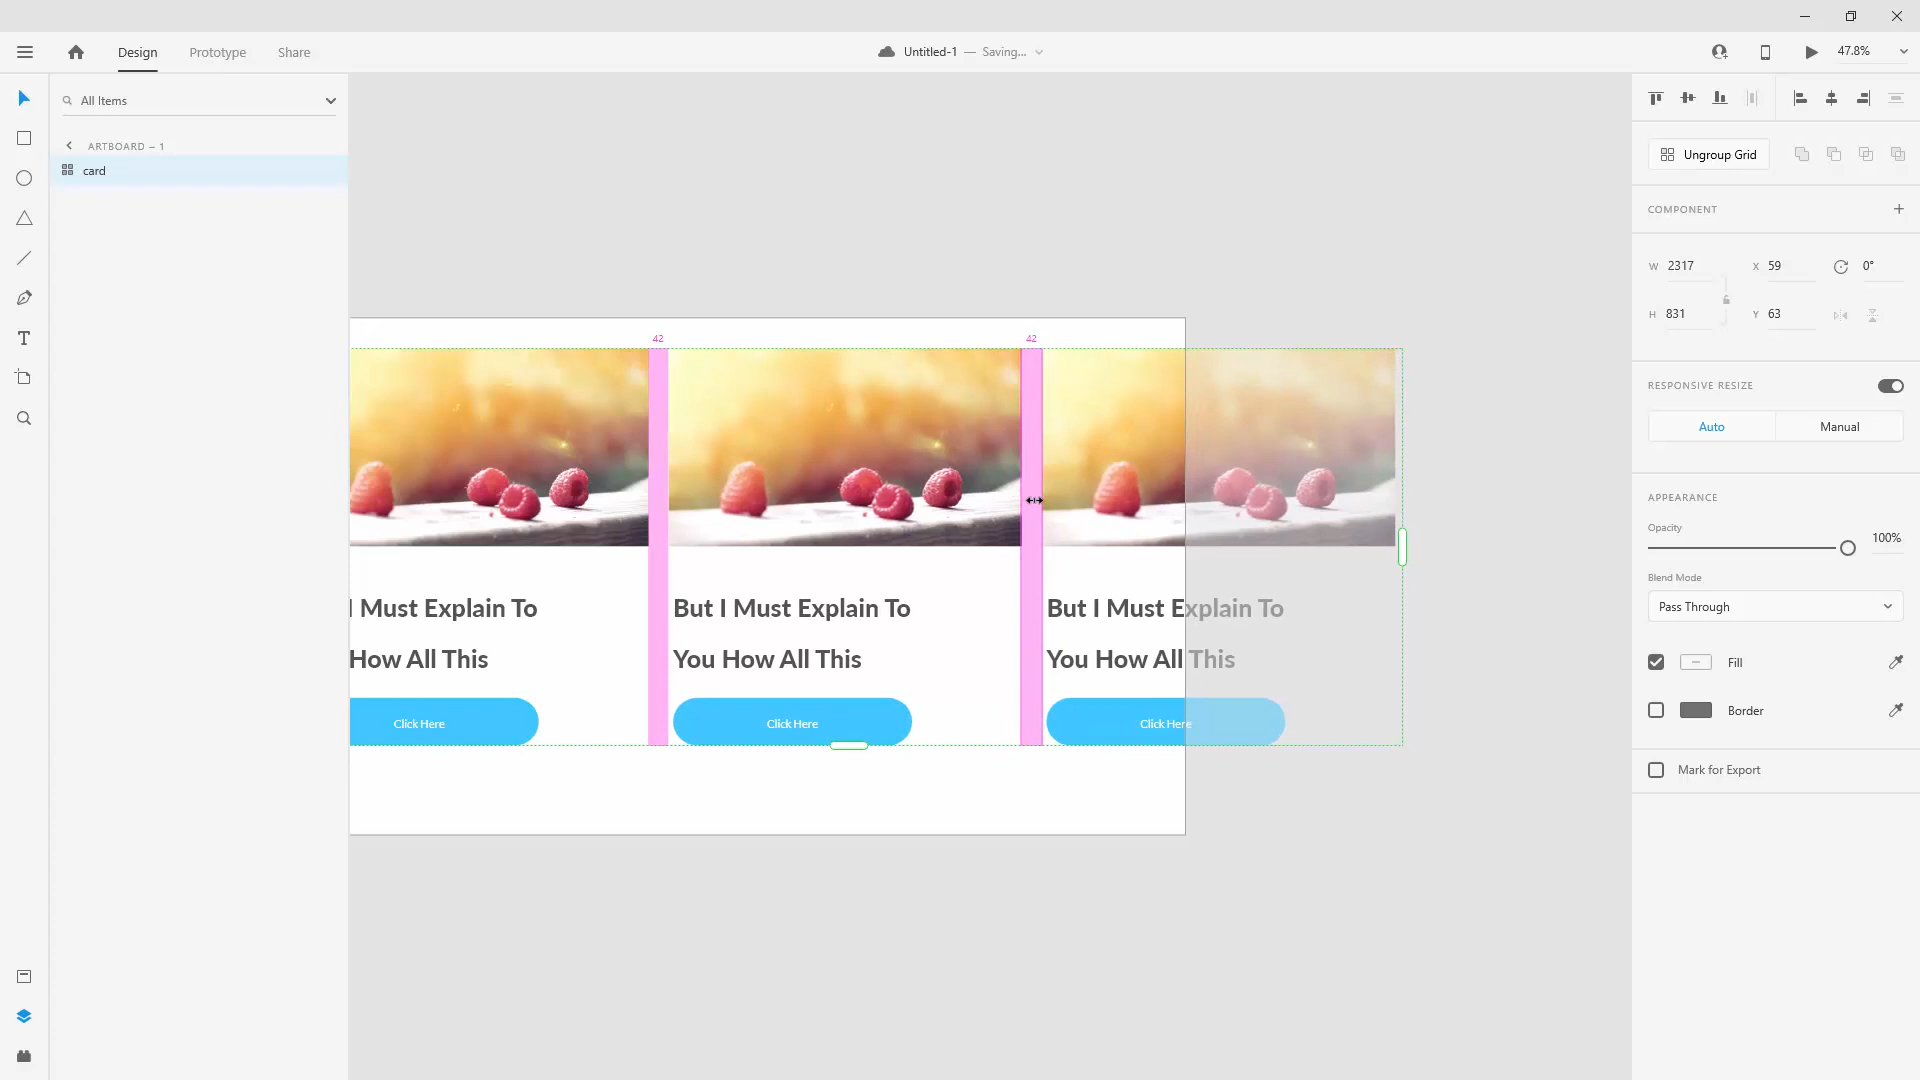 Design
Prototype
Share
Untitled-1 — Saving...
47.8%
All Items
ARTBOARD – 1
card
Ungroup Grid
COMPONENT
W 2317
X 59
0°
H 831
Y 63
RESPONSIVE RESIZE
Auto
Manual
APPEARANCE
Opacity
100%
Blend Mode
Pass Through
Fill
Border
Mark for Export
42
42
I Must Explain To
How All This
Click Here
But I Must Explain To
You How All This
Click Here
But I Must Explain To
You How All This
Click Here